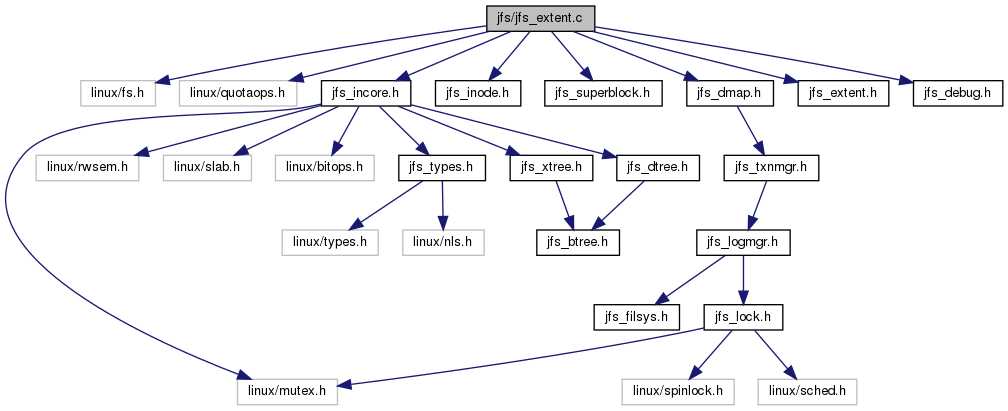 jfs/jfs_extent.c
linux/fs.h
linux/quotaops.h
jfs_incore.h
jfs_inode.h
jfs_superblock.h
jfs_dmap.h
jfs_extent.h
jfs_debug.h
linux/rwsem.h
linux/slab.h
linux/bitops.h
jfs_types.h
jfs_xtree.h
jfs_dtree.h
jfs_txnmgr.h
linux/types.h
linux/nls.h
jfs_btree.h
jfs_logmgr.h
jfs_filsys.h
jfs_lock.h
linux/mutex.h
linux/spinlock.h
linux/sched.h